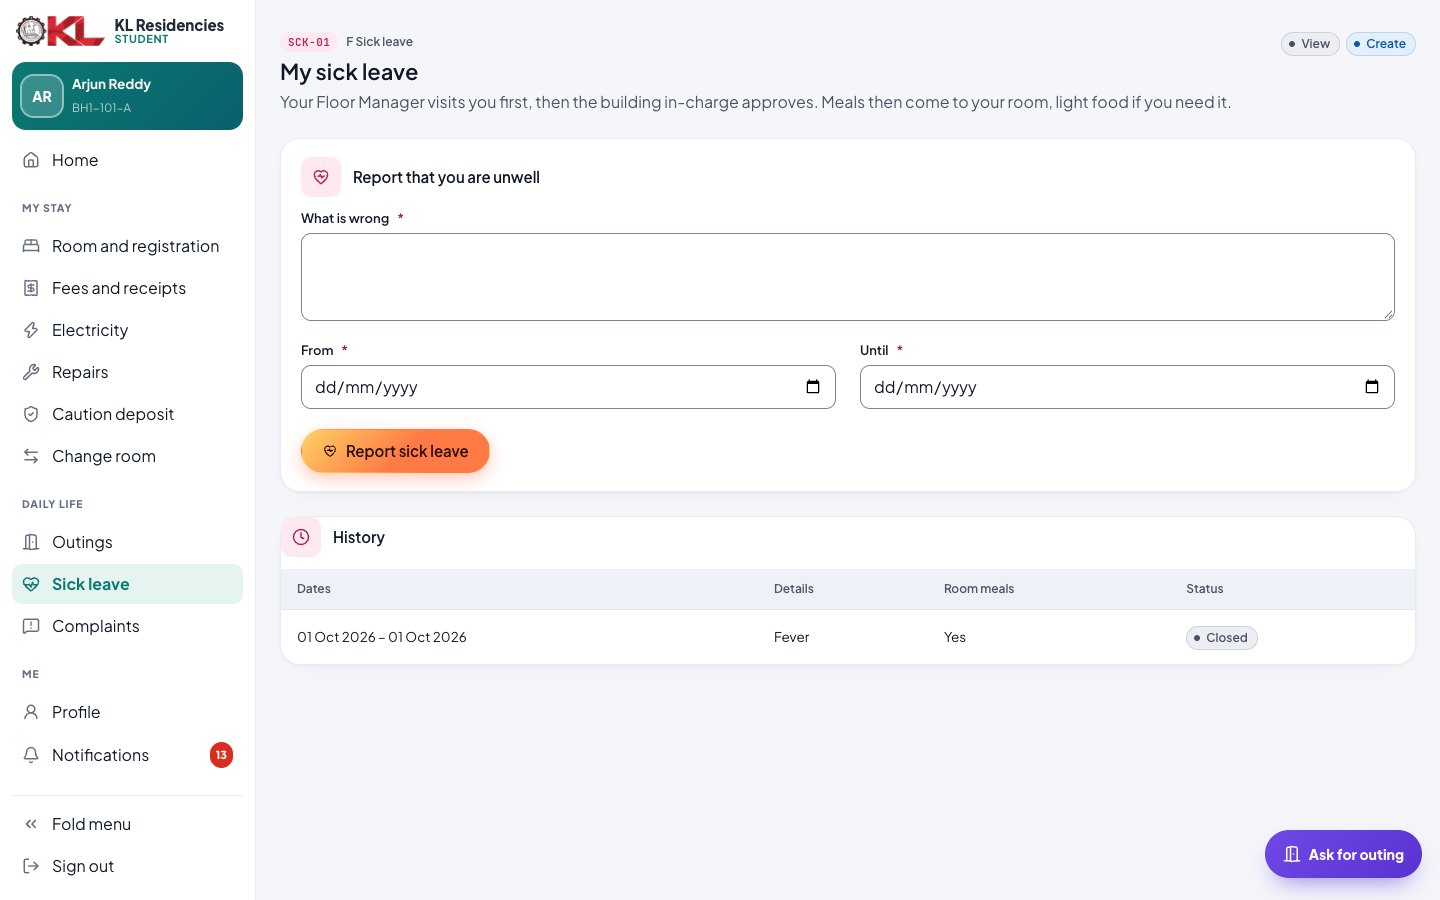 KL
KL Residencies
STUDENT
AR
Arjun Reddy
BH1-101-A
Home
MY STAY
Room and registration
Fees and receipts
Electricity
Repairs
Caution deposit
Change room
DAILY LIFE
Outings
Sick leave
Complaints
ME
Profile
Notifications 13
Fold menu
Sign out
SCK-01 F Sick leave
View Create
My sick leave
Your Floor Manager visits you first, then the building in-charge approves. Meals then come to your room, light food if you need it.
Report that you are unwell
What is wrong *
From * Until *
dd/mm/yyyy dd/mm/yyyy
Report sick leave
History
Dates Details Room meals Status
01 Oct 2026 – 01 Oct 2026 Fever Yes Closed
Ask for outing